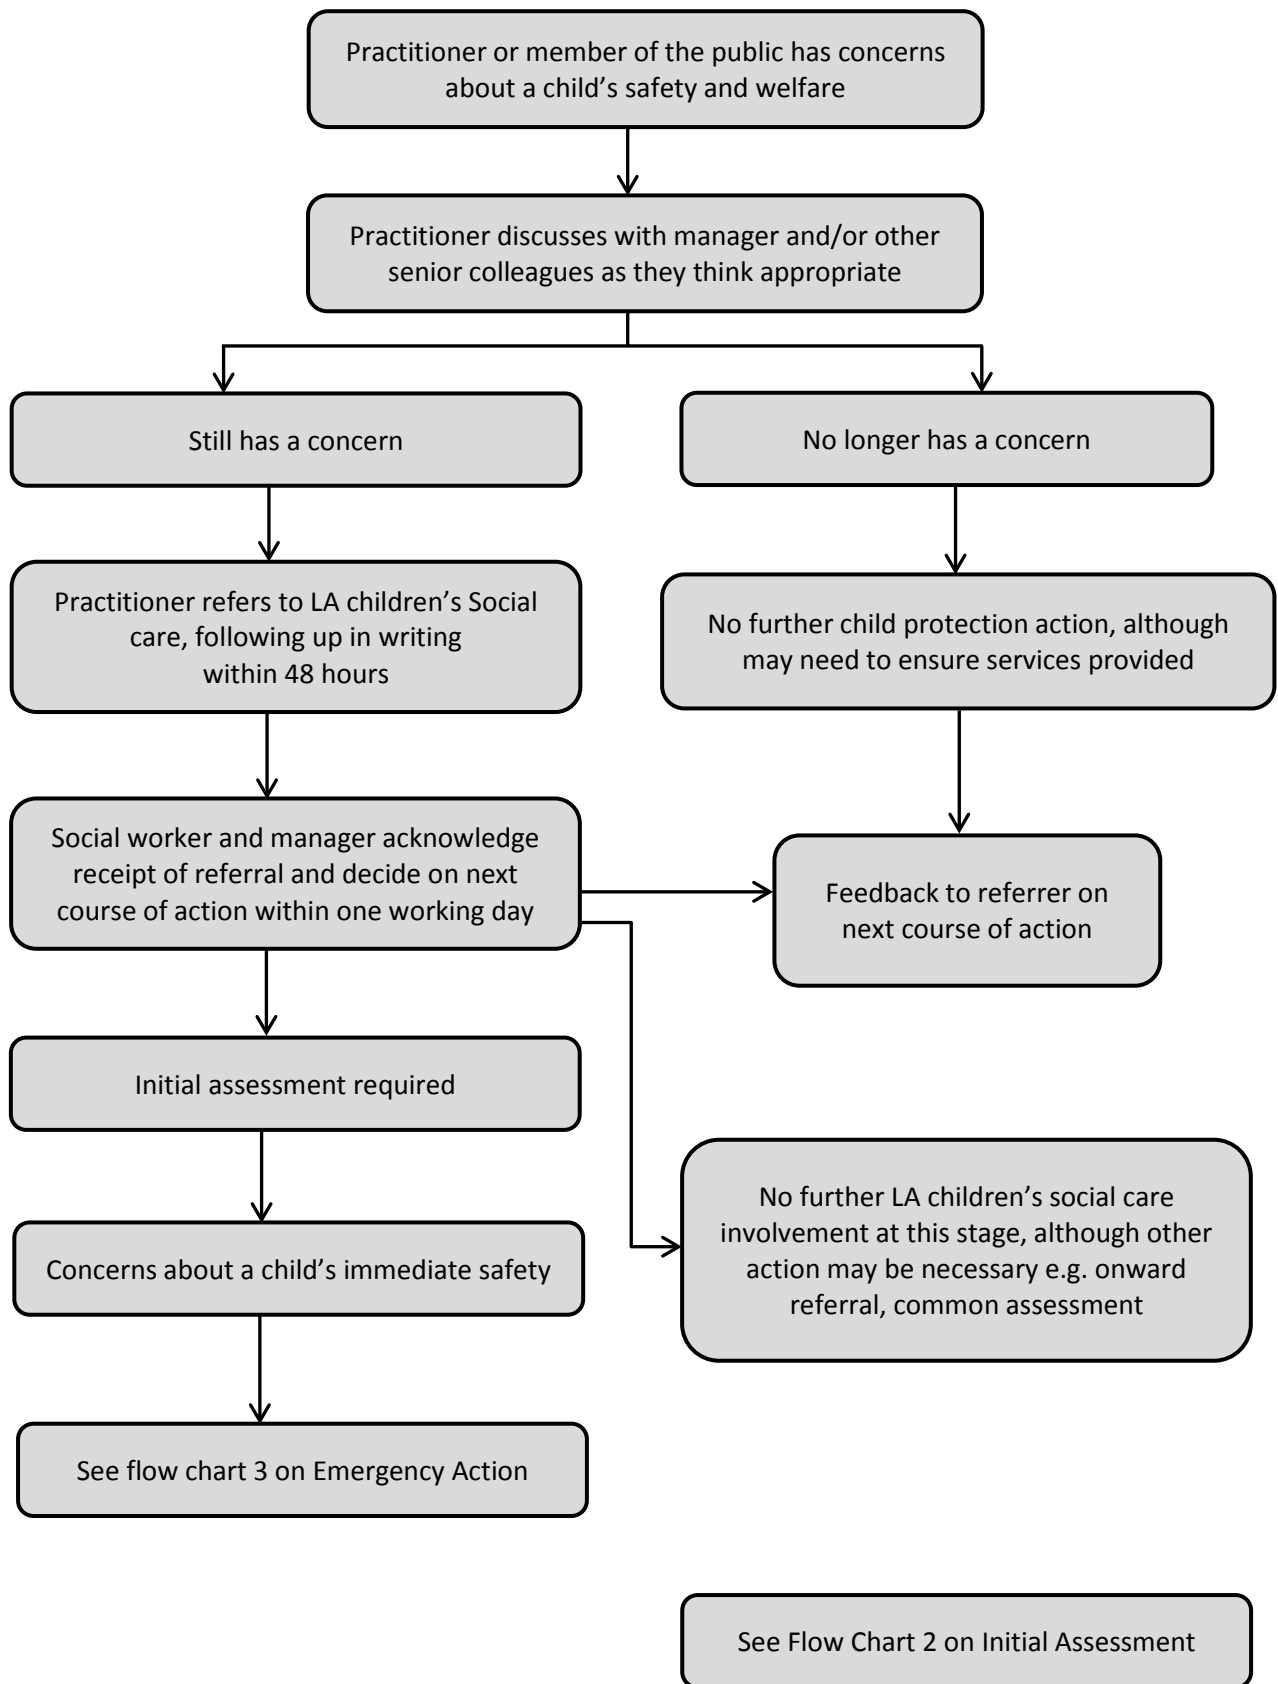 Practitioner or member of the public has concerns
about a child’s safety and welfare
Practitioner discusses with manager and/or other
senior colleagues as they think appropriate
Still has a concern
No longer has a concern
Practitioner refers to LA children’s Social
care, following up in writing
within 48 hours
No further child protection action, although
may need to ensure services provided
Social worker and manager acknowledge
receipt of referral and decide on next
course of action within one working day
Feedback to referrer on
next course of action
Initial assessment required
No further LA children’s social care
involvement at this stage, although other
action may be necessary e.g. onward
referral, common assessment
Concerns about a child’s immediate safety
See flow chart 3 on Emergency Action
See Flow Chart 2 on Initial Assessment